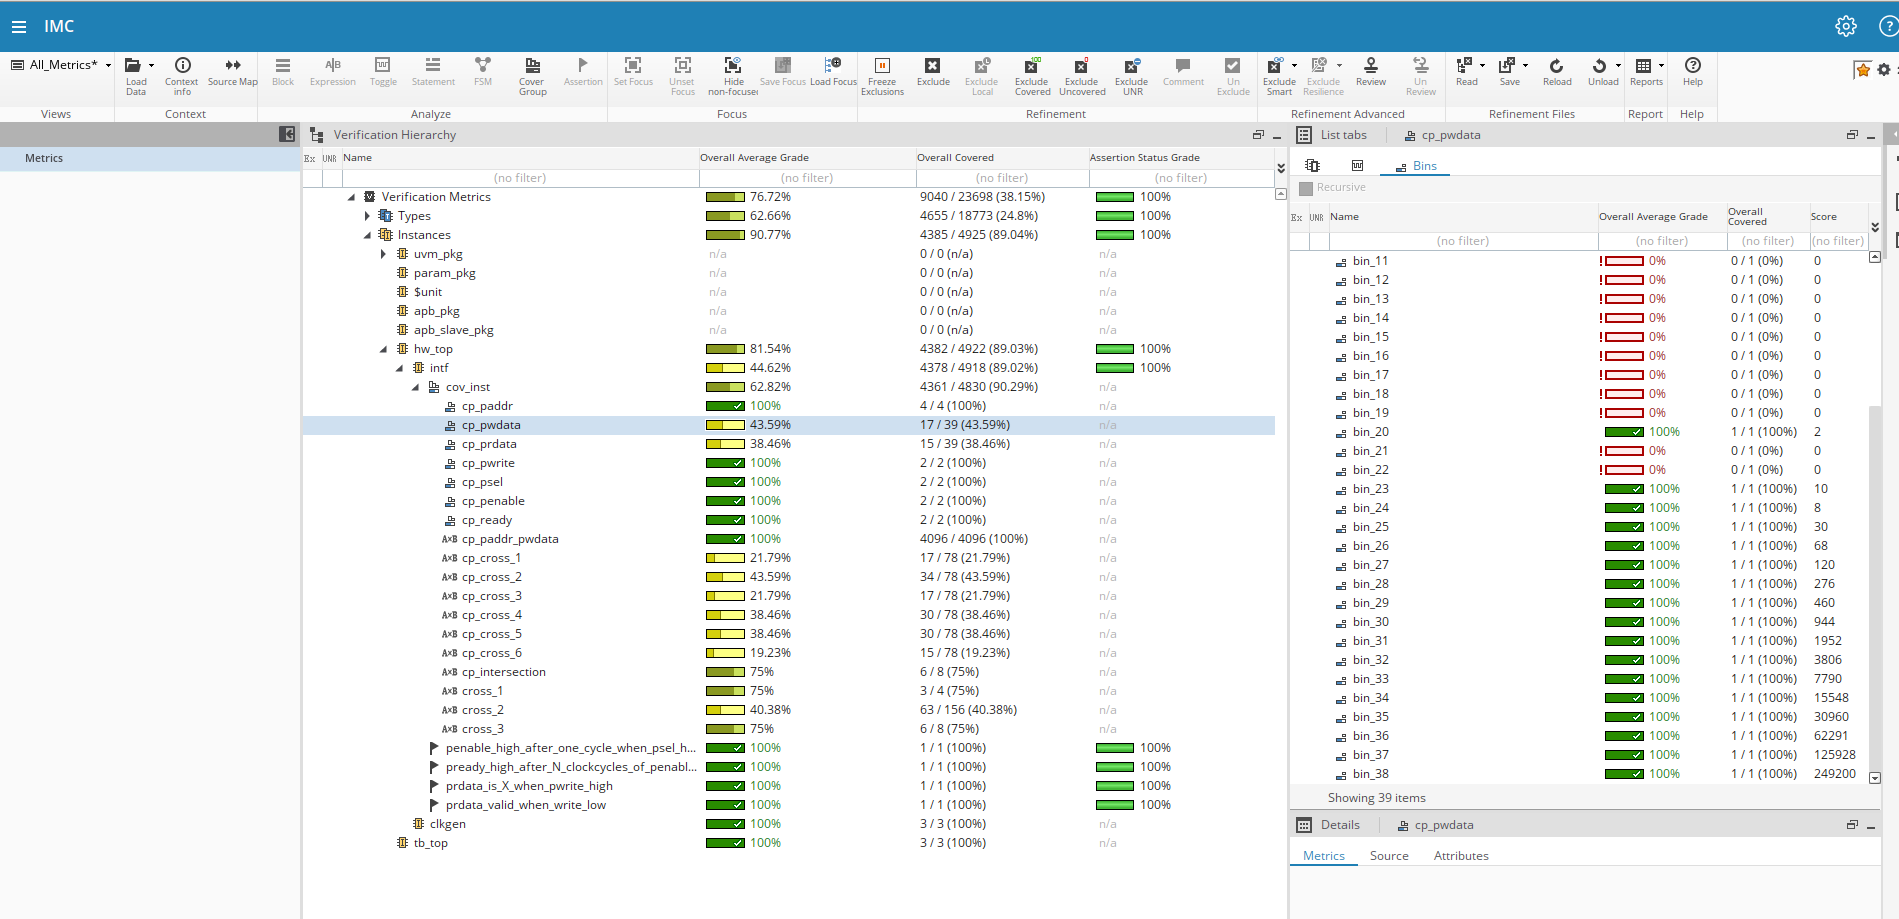 IMC
All_Metrics*
Load Data
Context info
Source Map
Block
Expression
Toggle
Statement
FSM
Cover Group
Assertion
Set Focus
Unset Focus
Hide non-focused
Save Focus
Load Focus
Freeze Exclusions
Exclude
Exclude Local
Exclude Covered
Exclude Uncovered
Exclude UNR
Comment
Un Exclude
Exclude Smart
Exclude Resilience
Review
Un Review
Read
Save
Reload
Unload
Reports
Help
Views Context Analyze Focus Refinement Refinement Advanced Refinement Files Report Help
Metrics
Verification Hierarchy
Ex UNR Name Overall Average Grade Overall Covered Assertion Status Grade
(no filter) (no filter) (no filter) (no filter)
Verification Metrics 76.72% 9040 / 23698 (38.15%) 100%
Types 62.66% 4655 / 18773 (24.8%) 100%
Instances 90.77% 4385 / 4925 (89.04%) 100%
uvm_pkg n/a 0 / 0 (n/a) n/a
param_pkg n/a 0 / 0 (n/a) n/a
$unit n/a 0 / 0 (n/a) n/a
apb_pkg n/a 0 / 0 (n/a) n/a
apb_slave_pkg n/a 0 / 0 (n/a) n/a
hw_top 81.54% 4382 / 4922 (89.03%) 100%
intf 44.62% 4378 / 4918 (89.02%) 100%
cov_inst 62.82% 4361 / 4830 (90.29%) n/a
cp_paddr 100% 4 / 4 (100%) n/a
cp_pwdata 43.59% 17 / 39 (43.59%) n/a
cp_prdata 38.46% 15 / 39 (38.46%) n/a
cp_pwrite 100% 2 / 2 (100%) n/a
cp_psel 100% 2 / 2 (100%) n/a
cp_penable 100% 2 / 2 (100%) n/a
cp_ready 100% 2 / 2 (100%) n/a
AxB cp_paddr_pwdata 100% 4096 / 4096 (100%) n/a
AxB cp_cross_1 21.79% 17 / 78 (21.79%) n/a
AxB cp_cross_2 43.59% 34 / 78 (43.59%) n/a
AxB cp_cross_3 21.79% 17 / 78 (21.79%) n/a
AxB cp_cross_4 38.46% 30 / 78 (38.46%) n/a
AxB cp_cross_5 38.46% 30 / 78 (38.46%) n/a
AxB cp_cross_6 19.23% 15 / 78 (19.23%) n/a
AxB cp_intersection 75% 6 / 8 (75%) n/a
AxB cross_1 75% 3 / 4 (75%) n/a
AxB cross_2 40.38% 63 / 156 (40.38%) n/a
AxB cross_3 75% 6 / 8 (75%) n/a
penable_high_after_one_cycle_when_psel_h... 100% 1 / 1 (100%) 100%
pready_high_after_N_clockcycles_of_penabl... 100% 1 / 1 (100%) 100%
prdata_is_X_when_pwrite_high 100% 1 / 1 (100%) 100%
prdata_valid_when_write_low 100% 1 / 1 (100%) 100%
clkgen 100% 3 / 3 (100%) n/a
tb_top 100% 3 / 3 (100%) n/a
List tabs cp_pwdata
Bins
Recursive
Ex UNR Name Overall Average Grade Overall Covered Score
(no filter) (no filter) (no filter) (no filter)
bin_11 0% 0 / 1 (0%) 0
bin_12 0% 0 / 1 (0%) 0
bin_13 0% 0 / 1 (0%) 0
bin_14 0% 0 / 1 (0%) 0
bin_15 0% 0 / 1 (0%) 0
bin_16 0% 0 / 1 (0%) 0
bin_17 0% 0 / 1 (0%) 0
bin_18 0% 0 / 1 (0%) 0
bin_19 0% 0 / 1 (0%) 0
bin_20 100% 1 / 1 (100%) 2
bin_21 0% 0 / 1 (0%) 0
bin_22 0% 0 / 1 (0%) 0
bin_23 100% 1 / 1 (100%) 10
bin_24 100% 1 / 1 (100%) 8
bin_25 100% 1 / 1 (100%) 30
bin_26 100% 1 / 1 (100%) 68
bin_27 100% 1 / 1 (100%) 120
bin_28 100% 1 / 1 (100%) 276
bin_29 100% 1 / 1 (100%) 460
bin_30 100% 1 / 1 (100%) 944
bin_31 100% 1 / 1 (100%) 1952
bin_32 100% 1 / 1 (100%) 3806
bin_33 100% 1 / 1 (100%) 7790
bin_34 100% 1 / 1 (100%) 15548
bin_35 100% 1 / 1 (100%) 30960
bin_36 100% 1 / 1 (100%) 62291
bin_37 100% 1 / 1 (100%) 125928
bin_38 100% 1 / 1 (100%) 249200
Showing 39 items
Details cp_pwdata
Metrics Source Attributes